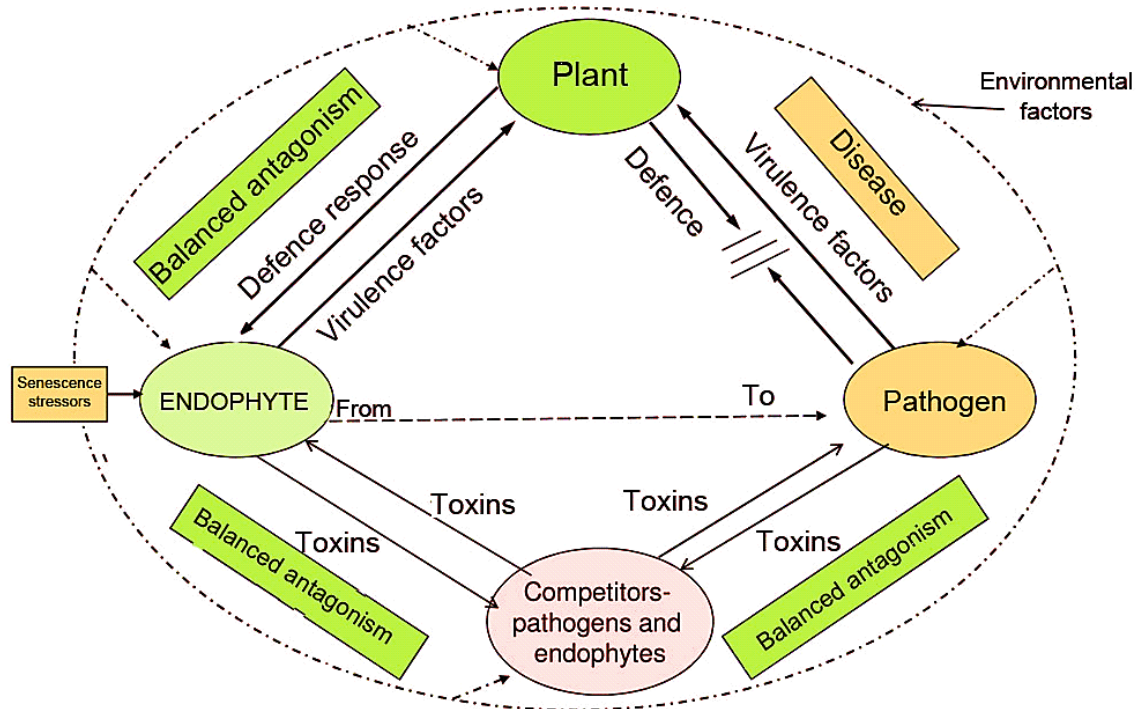 Plant
Environmental
factors
Balanced antagonism
Defence response
Virulence factors
Defence
Virulence factors
Disease
Senescence
stressors
ENDOPHYTE
From
To
Pathogen
Toxins
Toxins
Toxins
Toxins
Balanced antagonism
Competitors-
pathogens and
endophytes
Balanced antagonism